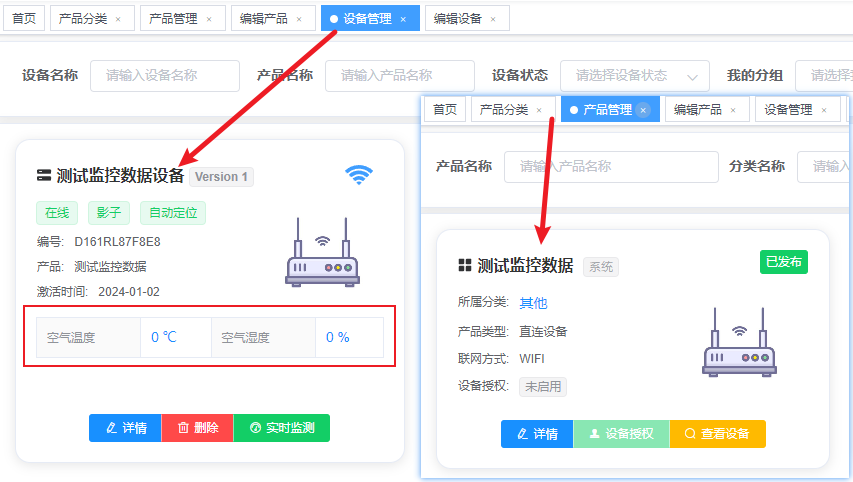 首页 产品分类 × 产品管理 × 编辑产品 × 设备管理 × 编辑设备 ×
设备名称 请输入设备名称 产品名称 请输入产品名称 设备状态 请选择设备状态 我的分组 请选择
测试监控数据设备 Version 1
在线 影子 自动定位
编号: D161RL87F8E8
产品: 测试监控数据
激活时间: 2024-01-02
空气温度 0 ℃ 空气湿度 0 %
详情 删除 实时监测
首页 产品分类 × 产品管理 × 编辑产品 × 设备管理 ×
产品名称 请输入产品名称 分类名称 请输入
测试监控数据 系统 已发布
所属分类: 其他
产品类型: 直连设备
联网方式: WIFI
设备授权: 未启用
详情 设备授权 查看设备